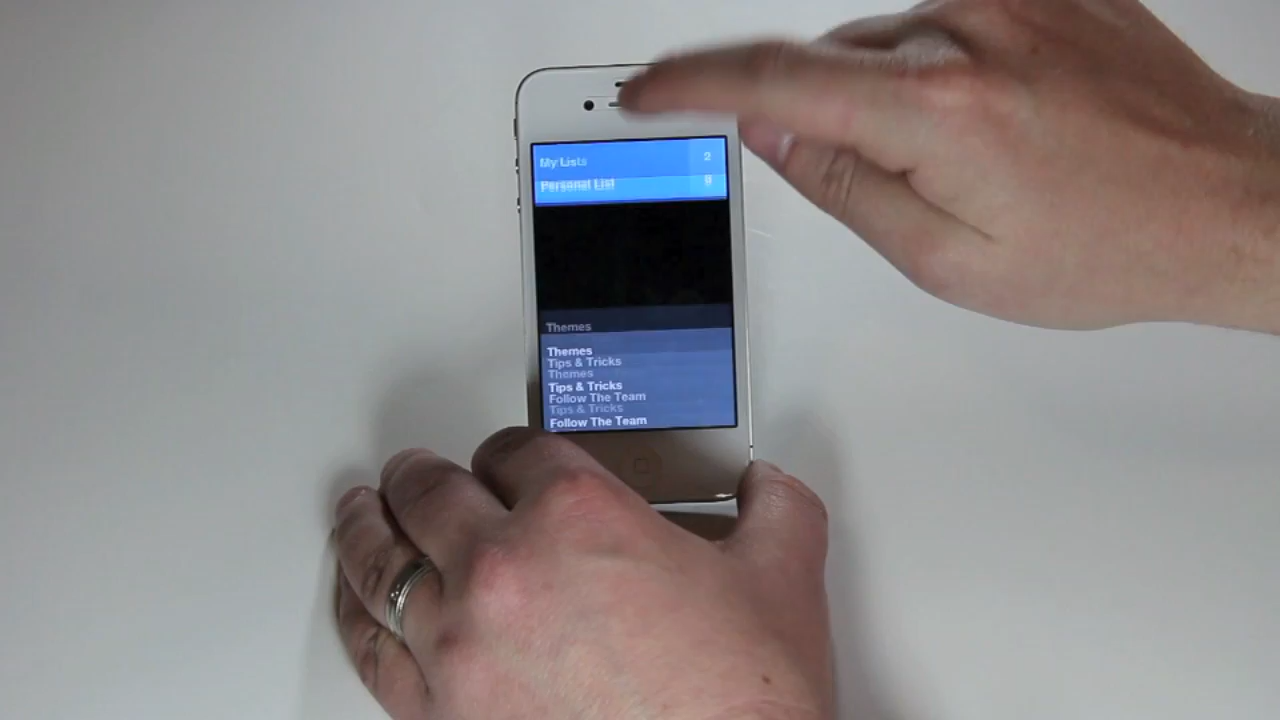 My Lists 2
Personal List 9
Themes
Themes
Tips & Tricks
Themes
Tips & Tricks
Follow The Team
Tips & Tricks
Follow The Team